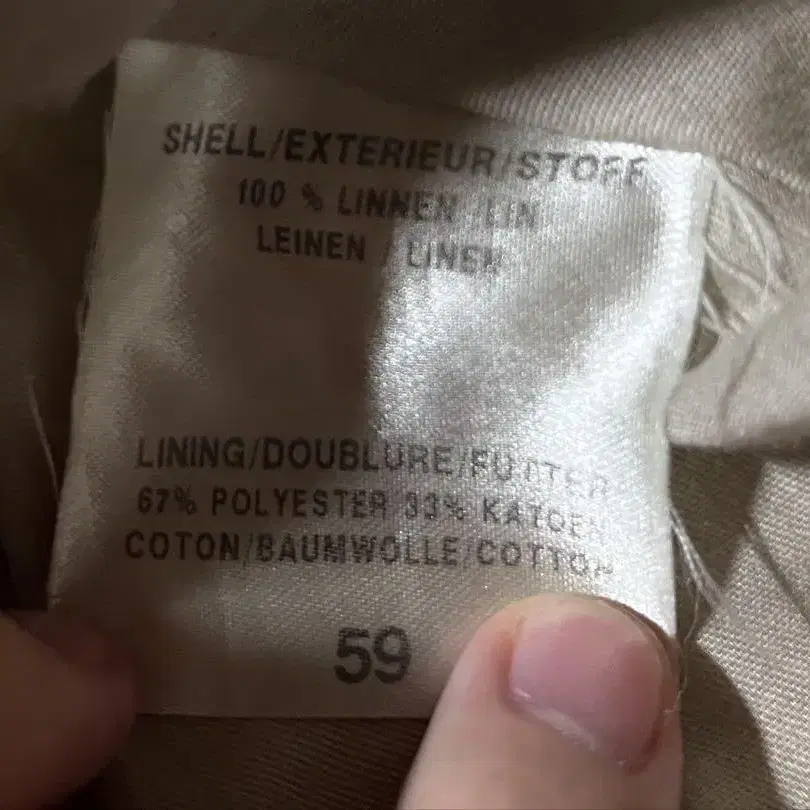 SHELL/EXTERIEUR/STOFF
100 % LINNEN /LIN
LEINEN / LINEN
LINING/DOUBLURE/FUTTER
67% POLYESTER 33% KATOEN
COTON/BAUMWOLLE/COTTON
59